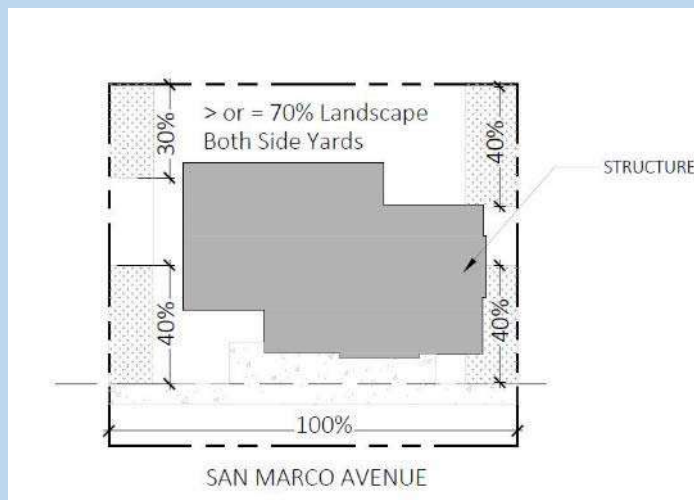 > or = 70% Landscape
Both Side Yards
30%
40%
STRUCTURE
40%
40%
100%
SAN MARCO AVENUE